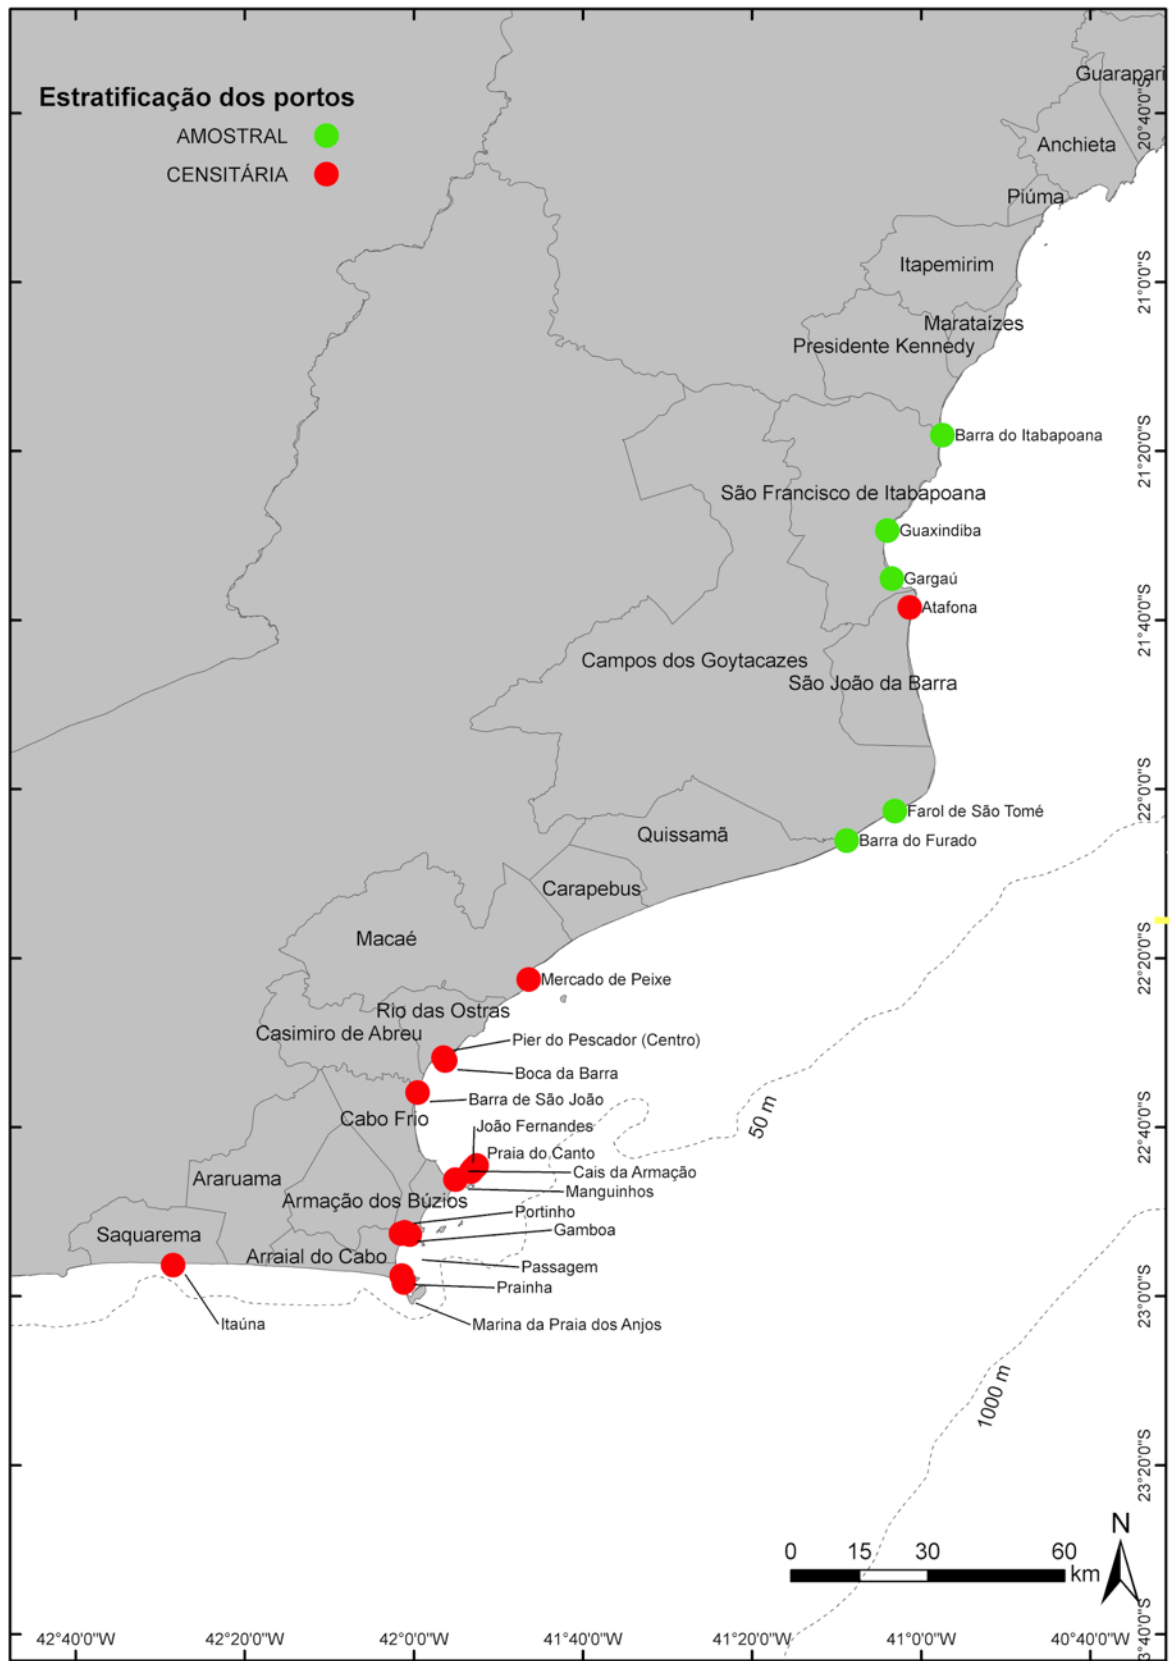 Estratificação dos portos
AMOSTRAL
CENSITÁRIA
Guarapari
Anchieta
Piúma
Itapemirim
Marataízes
Presidente Kennedy
Barra do Itabapoana
São Francisco de Itabapoana
Guaxindiba
Gargaú
Atafona
Campos dos Goytacazes
São João da Barra
Farol de São Tomé
Quissamã
Barra do Furado
Carapebus
Macaé
Mercado de Peixe
Rio das Ostras
Casimiro de Abreu
Pier do Pescador (Centro)
Boca da Barra
Barra de São João
Cabo Frio
João Fernandes
Praia do Canto
Cais da Armação
Araruama
Manguinhos
Armação dos Búzios
Portinho
Gamboa
Saquarema
Arraial do Cabo
Passagem
Prainha
Itaúna
Marina da Praia dos Anjos
50 m
1000 m
20°40'0"S
21°0'0"S
21°20'0"S
21°40'0"S
22°0'0"S
22°20'0"S
22°40'0"S
23°0'0"S
23°20'0"S
3°40'0"S
N
0 15 30 60
km
42°40'0"W 42°20'0"W 42°0'0"W 41°40'0"W 41°20'0"W 41°0'0"W 40°40'0"W